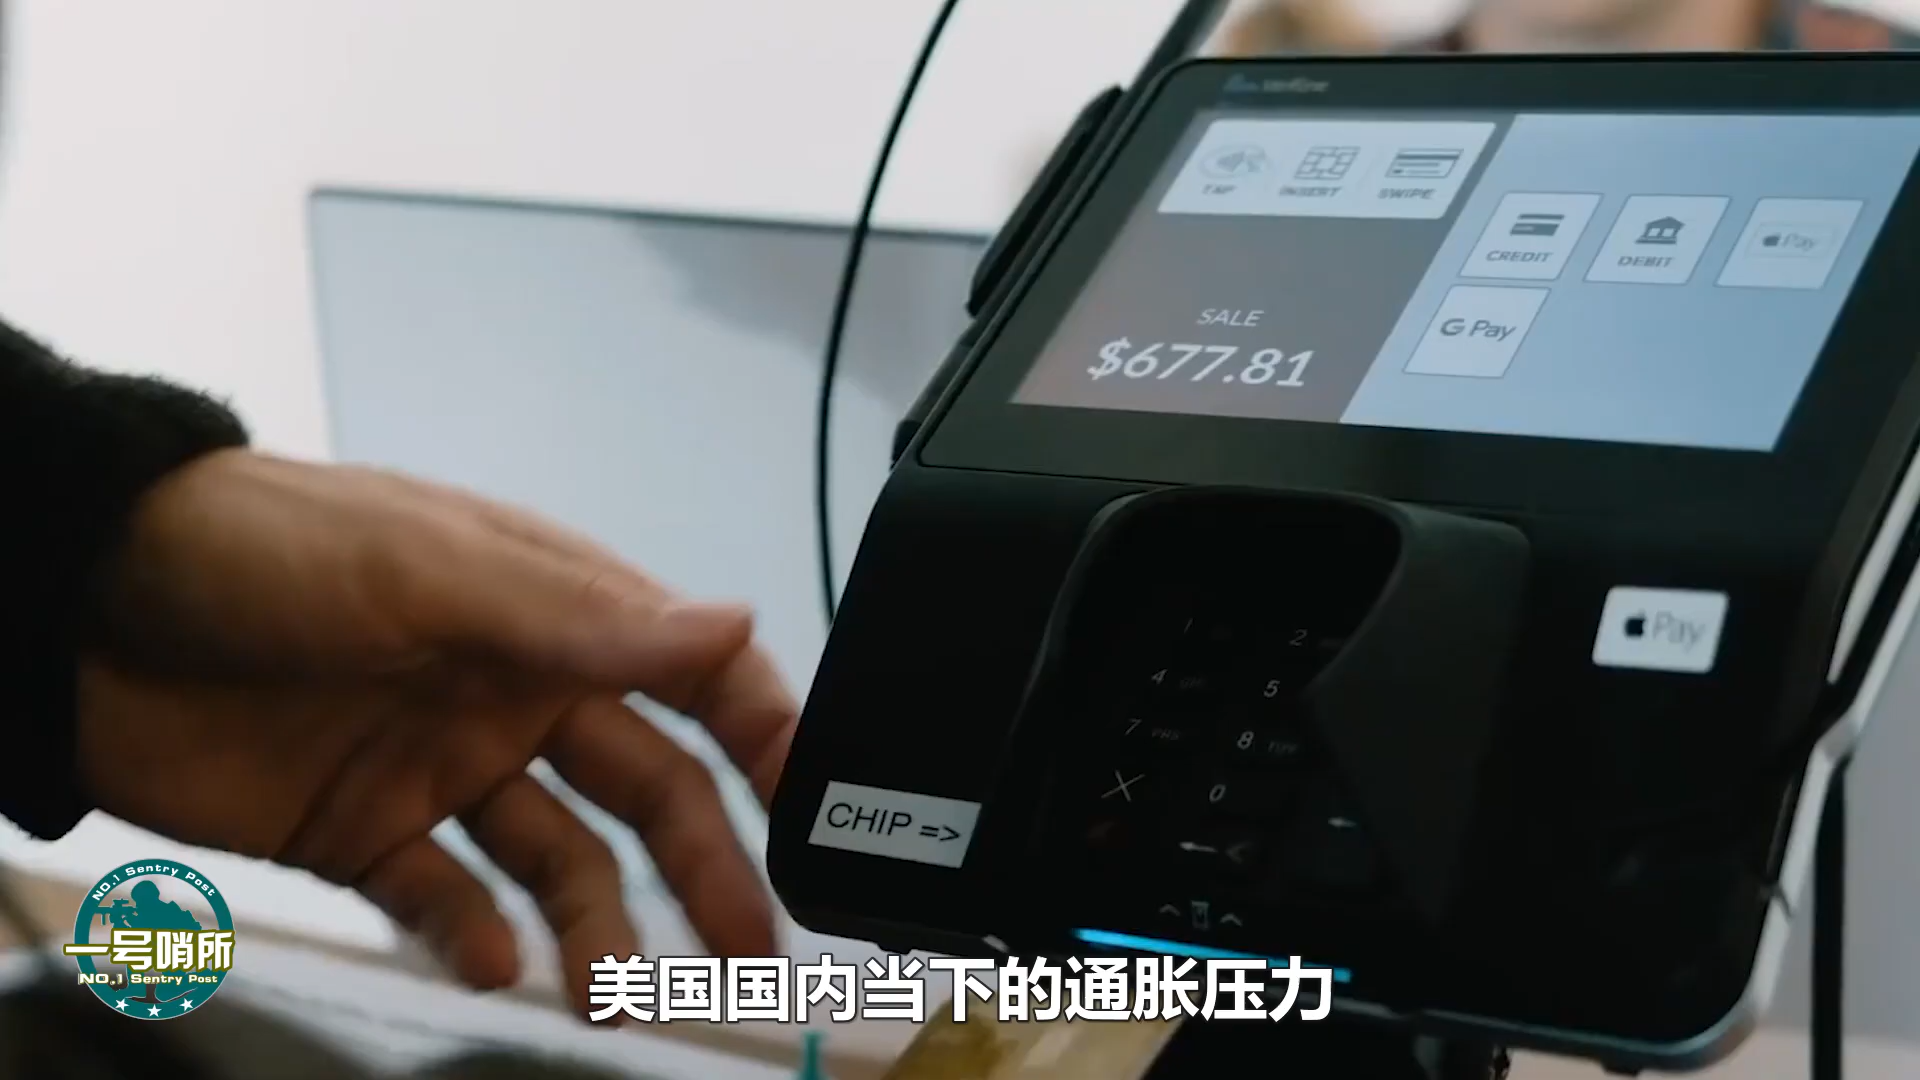 Verifone
TAP INSERT SWIPE
SALE
$677.81
CREDIT DEBIT Pay
G Pay
1 2
4 5
7 8
0
Pay
CHIP =>
NO.1 Sentry Post
一号哨所
NO.1 Sentry Post
美国国内当下的通胀压力